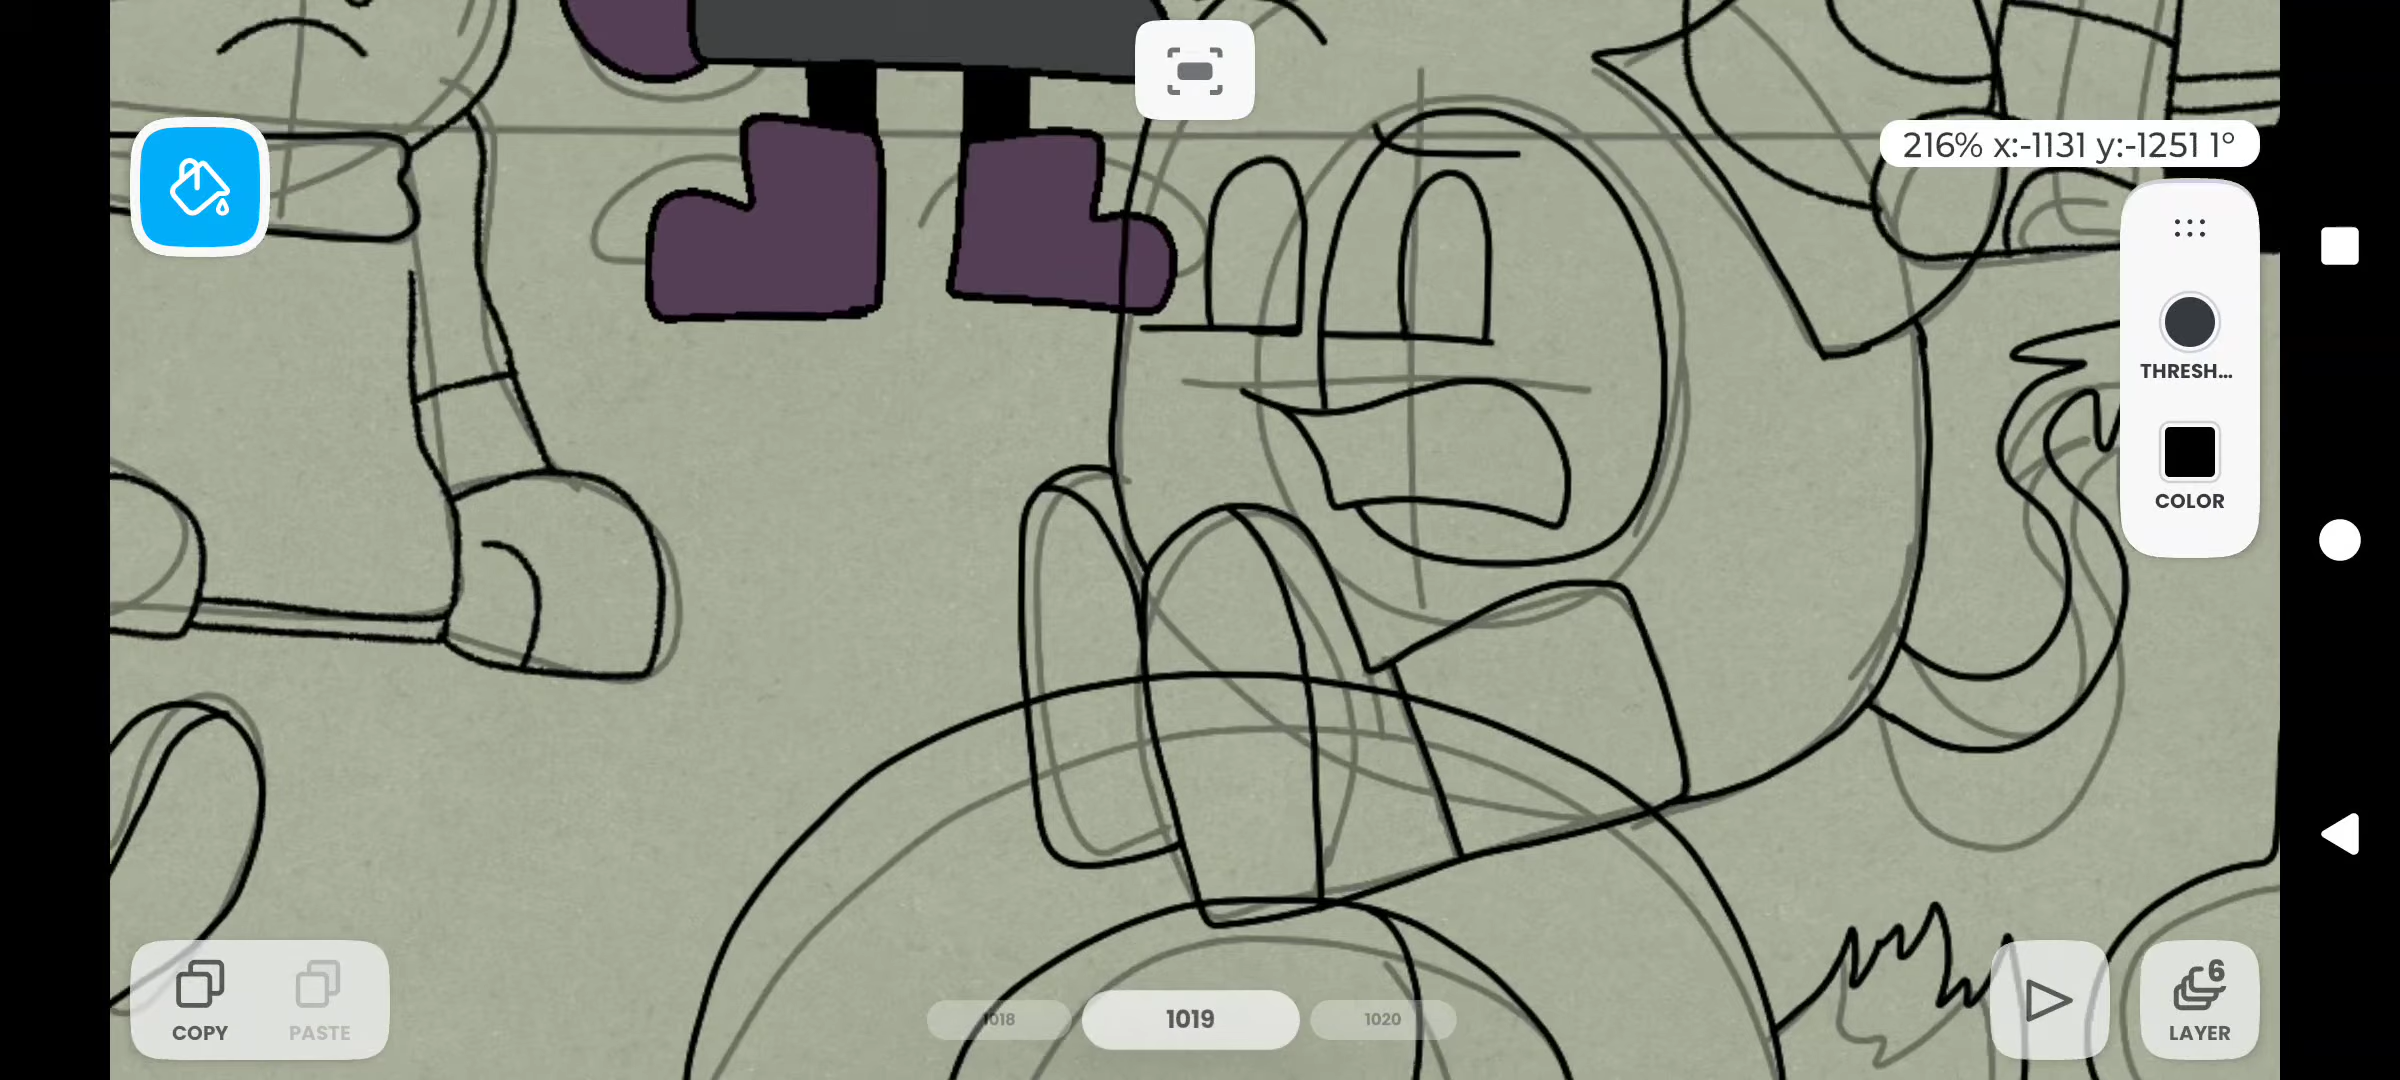 216% x:-1131 y:-1251 1°
THRESH...
COLOR
COPY
PASTE
1018
1019
1020
6
LAYER